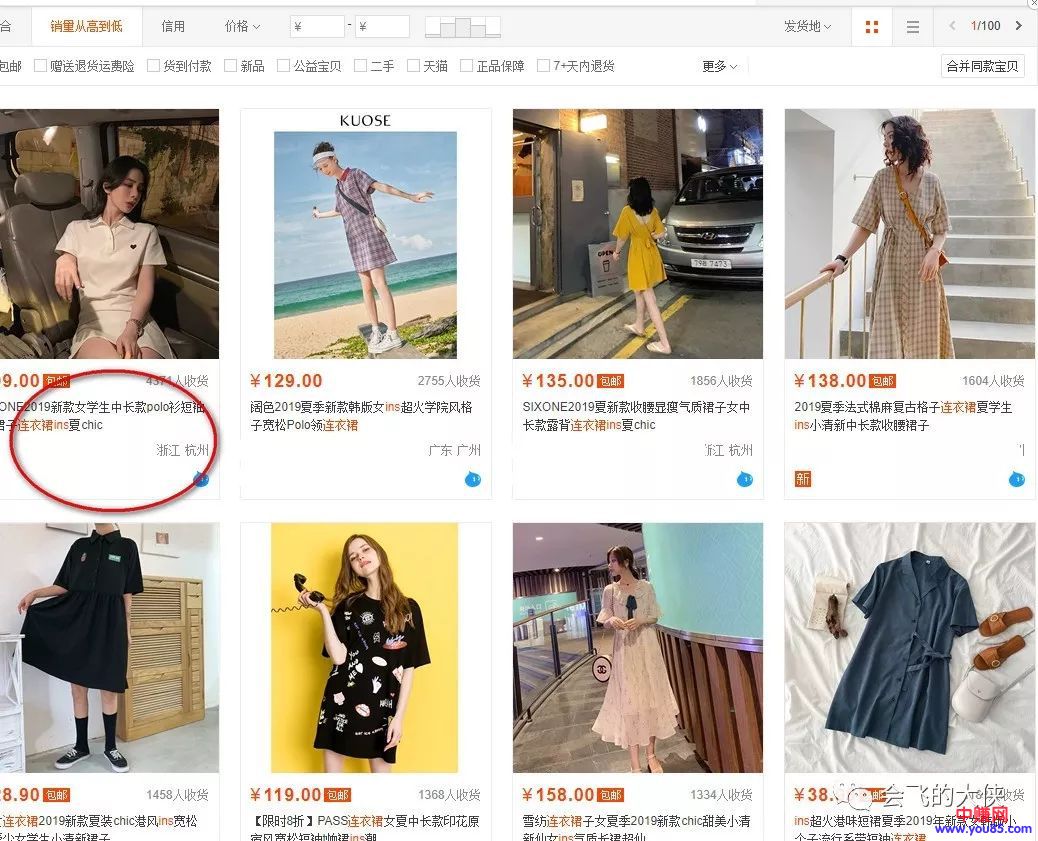 合 销量从高到低 信用 价格 ¥ - ¥ 发货地 1/100
包邮 赠送退货运费险 货到付款 新品 公益宝贝 二手 天猫 正品保障 7+天内退货 更多 合并同款宝贝
KUOSE
9.00 包邮 4371人收货
ONE2019新款女学生中长款polo衫短袖
裙子连衣裙ins夏chic
浙江 杭州
¥129.00 2755人收货
阔色2019夏季新款韩版女ins超火学院风格
子宽松Polo领连衣裙
广东 广州
¥135.00 包邮 1856人收货
SIXONE2019夏新款收腰显瘦气质裙子女中
长款露背连衣裙ins夏chic
浙江 杭州
¥138.00 包邮 1604人收货
2019夏季法式棉麻复古格子连衣裙夏学生
ins小清新中长款收腰裙子
新
28.90 包邮 1458人收货
连衣裙2019新款夏装chic港风ins宽松
少女学生小清新裙子
¥119.00 包邮 1368人收货
【限时8折】PASS连衣裙女夏中长款印花原
宿风宽松短袖t恤裙ins潮
¥158.00 包邮 1334人收货
雪纺连衣裙子女夏季2019新款chic甜美小清
新仙女ins气质长裙超仙
¥38.
ins超火港味短裙夏季2019年新款女韩版小
个子流行系带短袖连衣裙
会飞的大侠
中赚网
www.you85.com